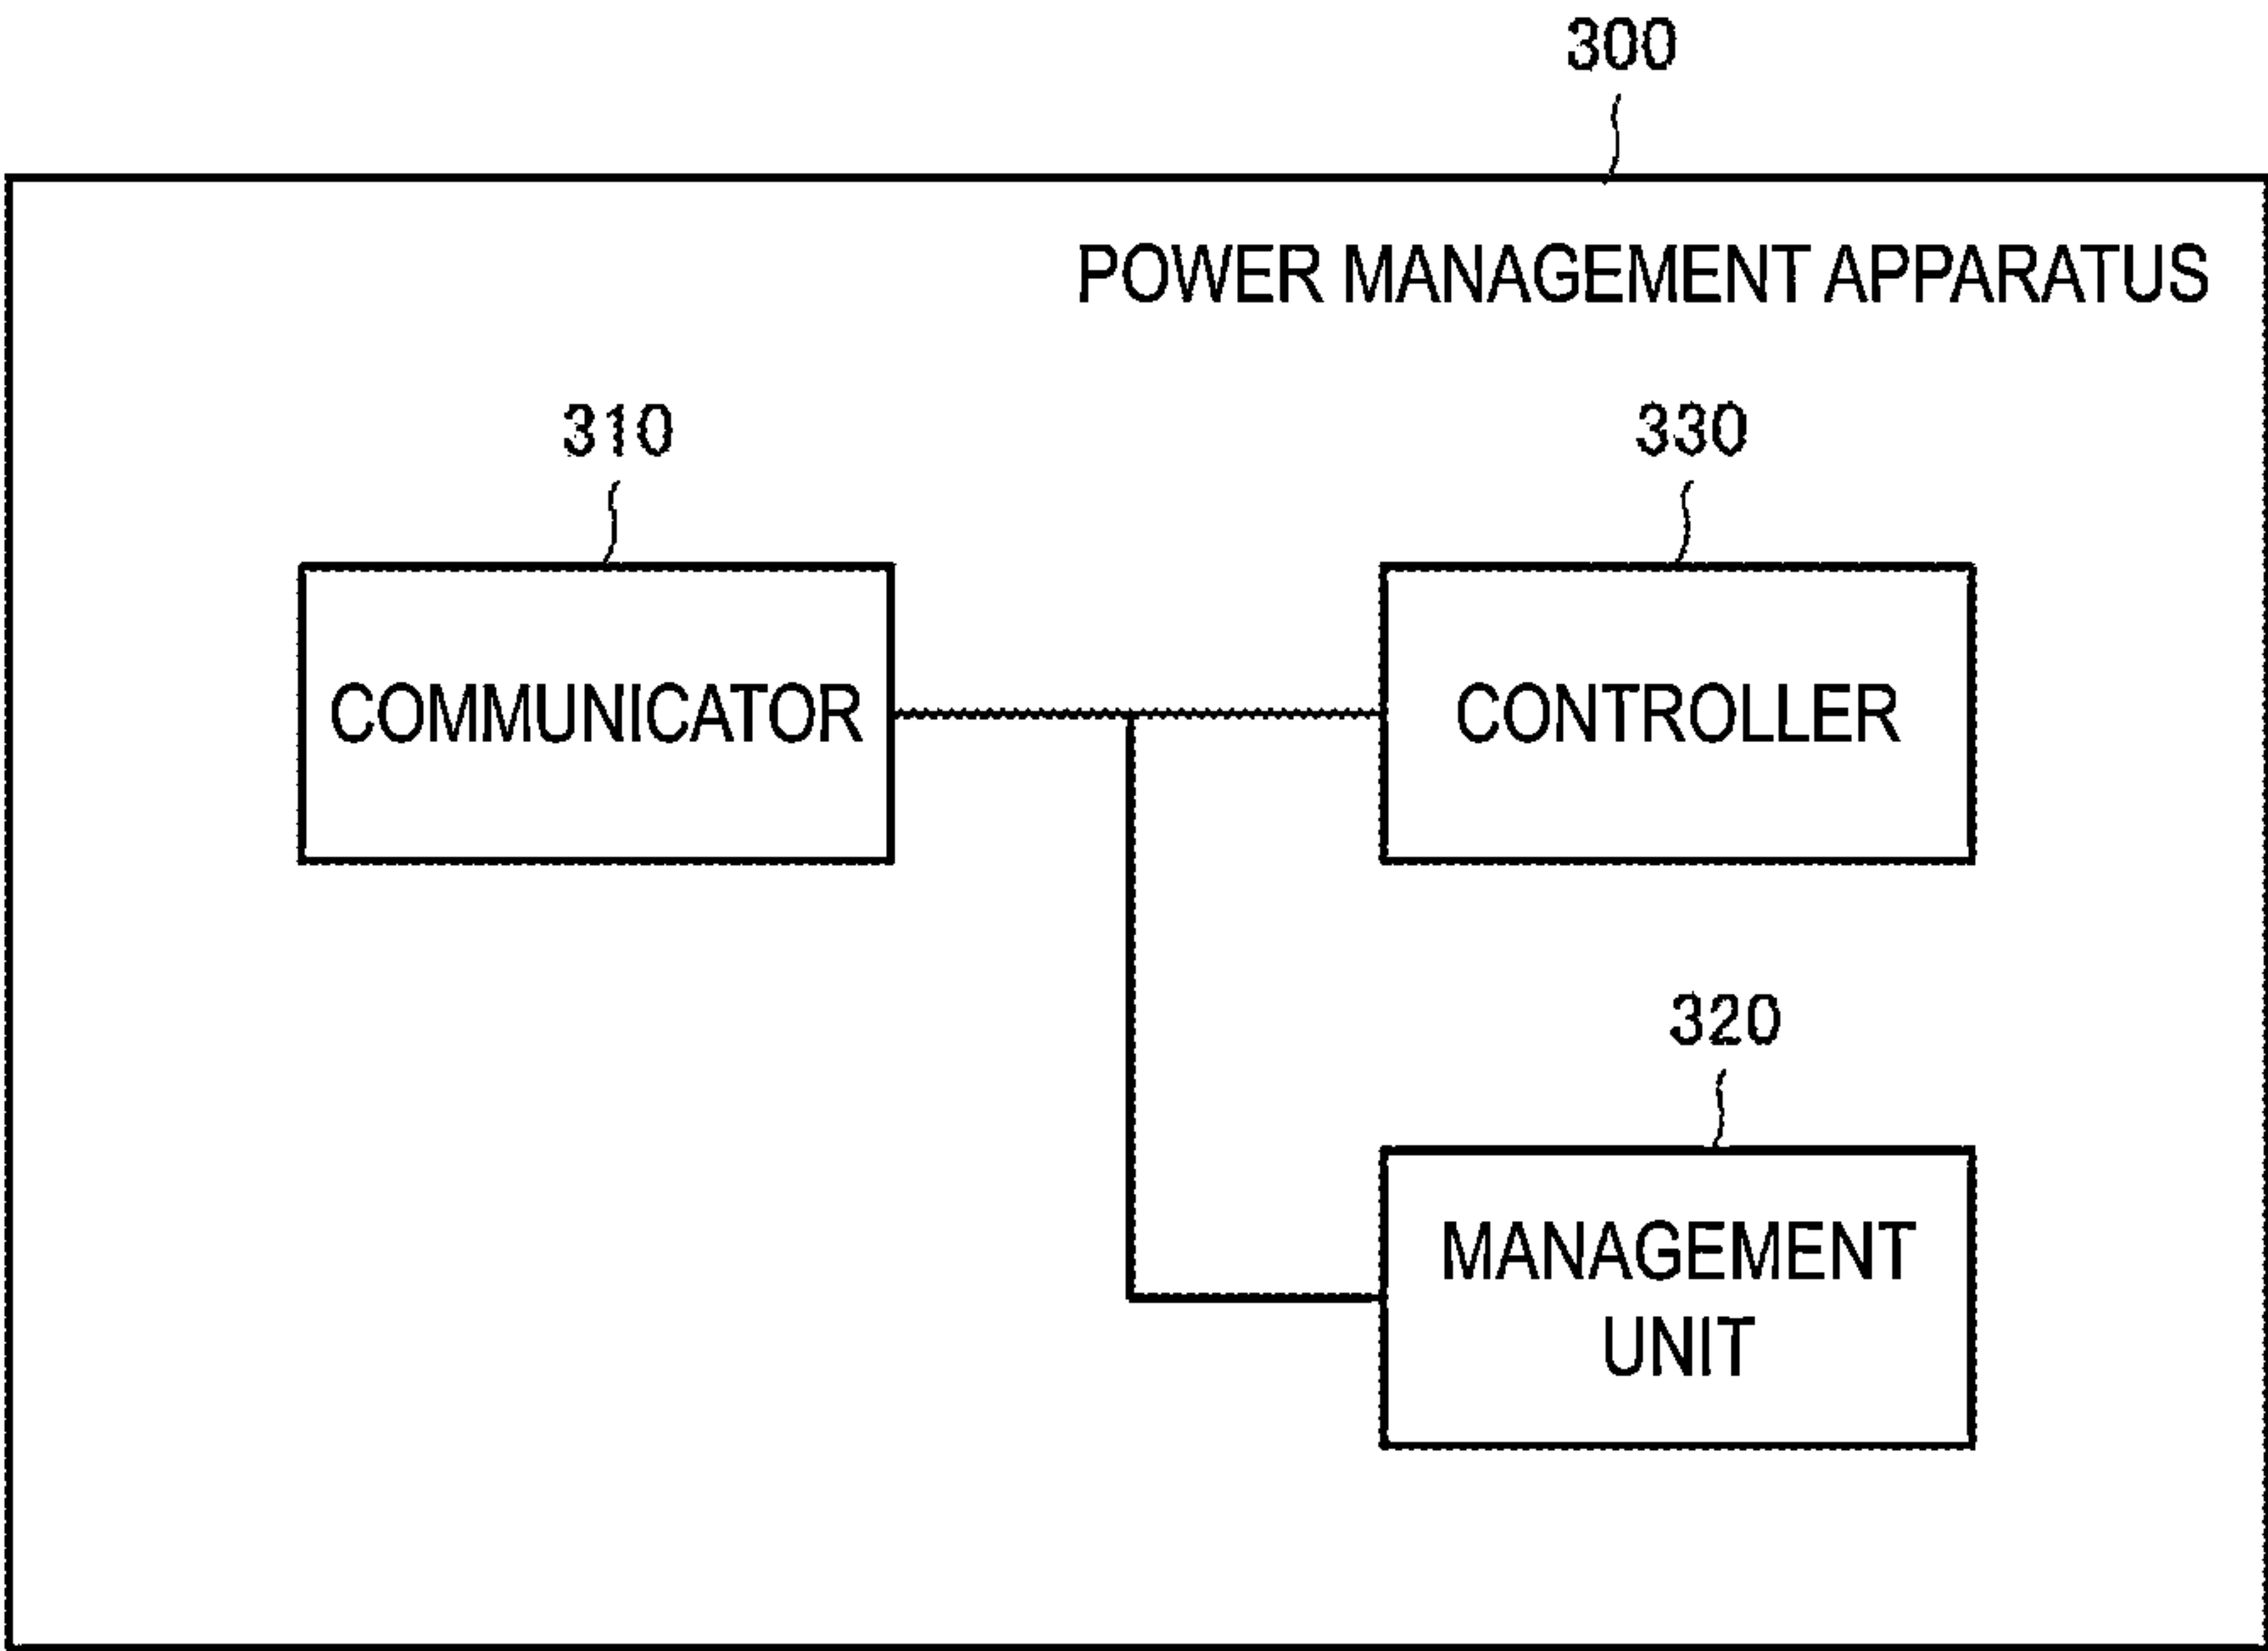 300
POWER MANAGEMENT APPARATUS
310
330
COMMUNICATOR
CONTROLLER
320
MANAGEMENT
UNIT